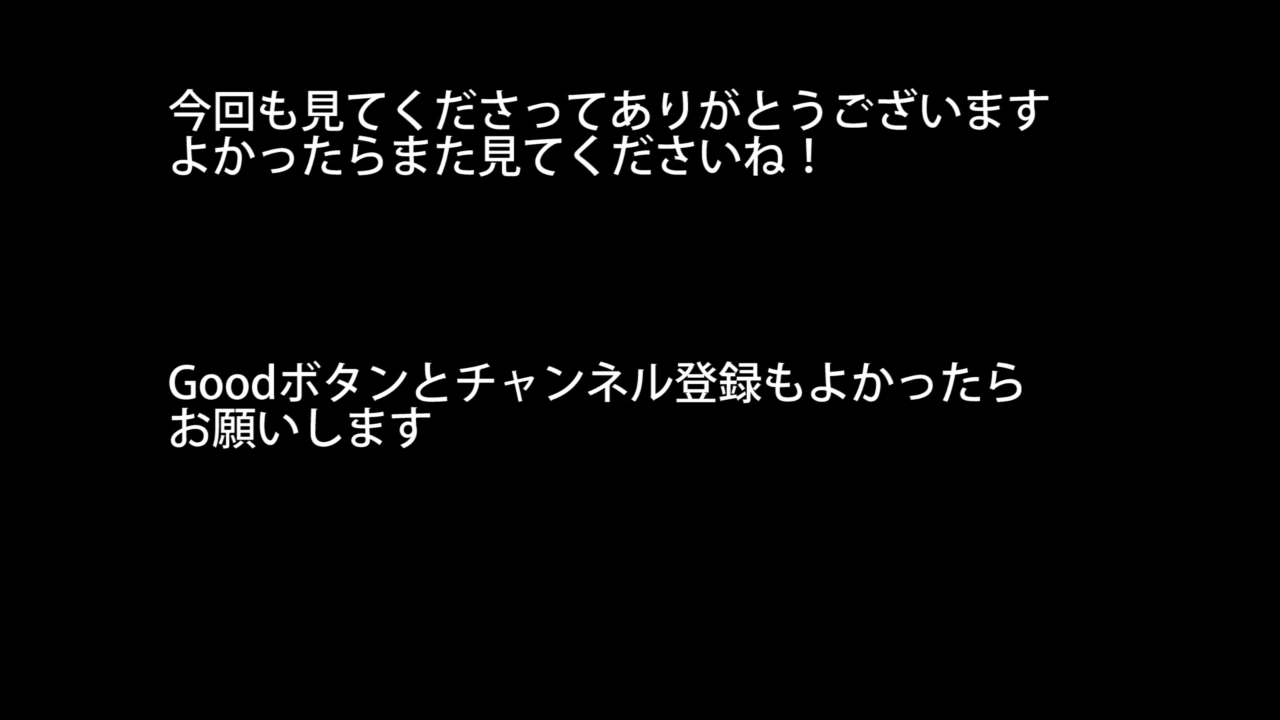 今回も見てくださってありがとうございます
よかったらまた見てくださいね！
Goodボタンとチャンネル登録もよかったら
お願いします